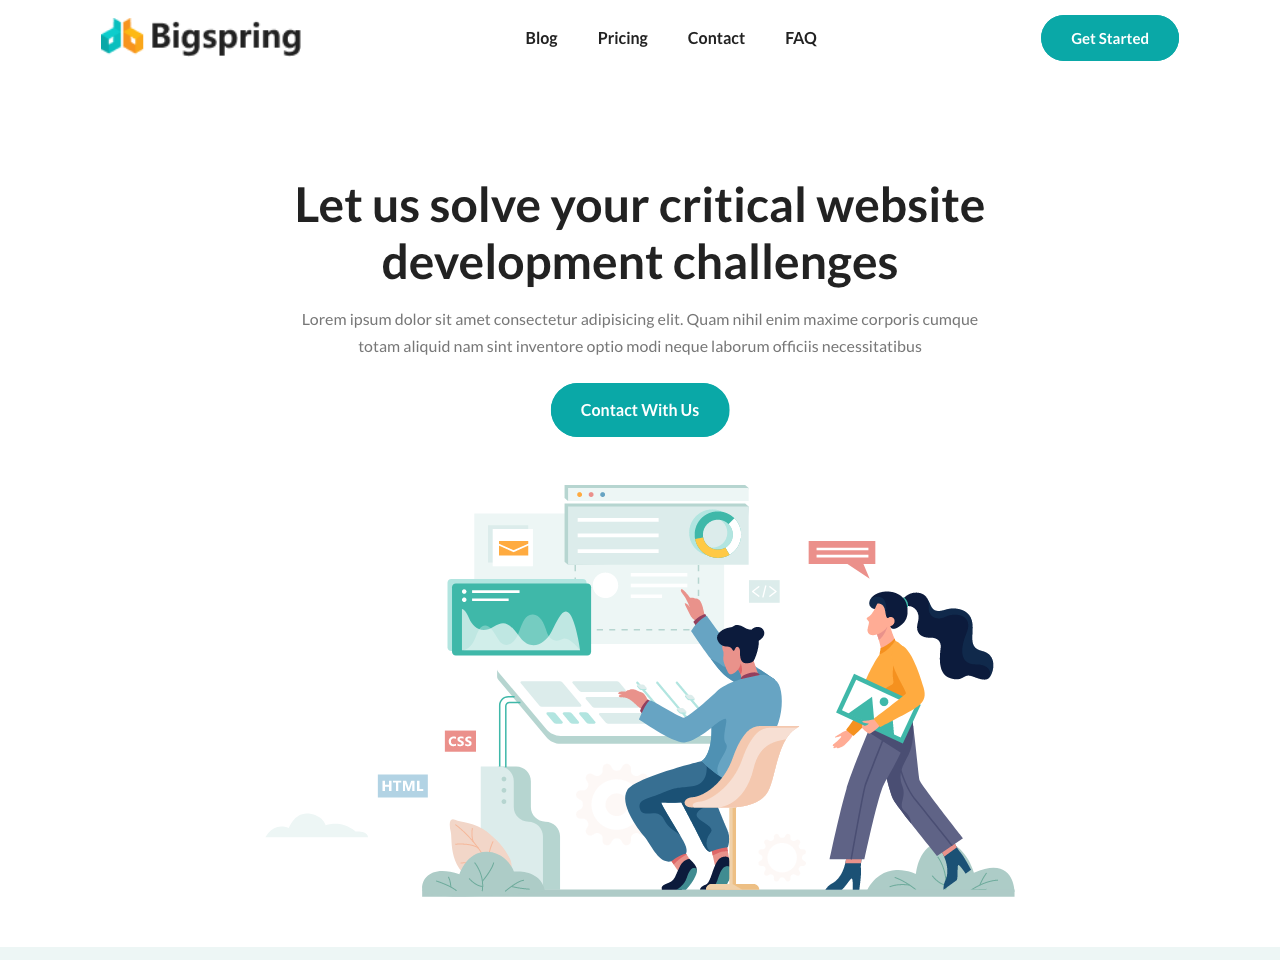 Bigspring
Blog
Pricing
Contact
FAQ
Get Started
Let us solve your critical website
development challenges
Lorem ipsum dolor sit amet consectetur adipisicing elit. Quam nihil enim maxime corporis cumque
totam aliquid nam sint inventore optio modi neque laborum officiis necessitatibus
Contact With Us
</>
CSS
HTML